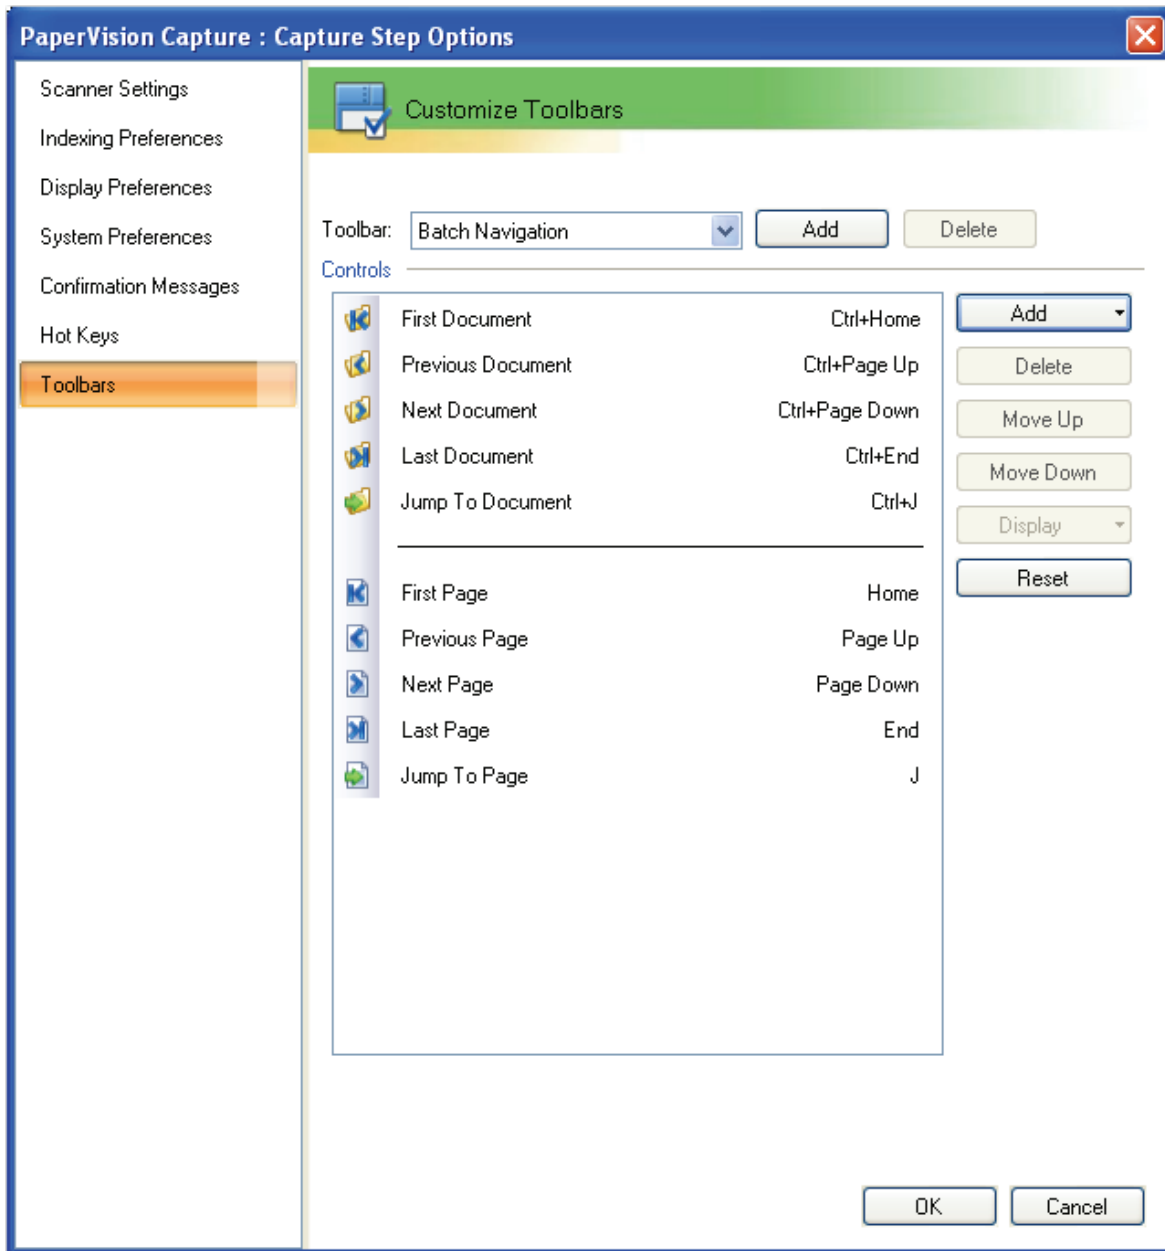 PaperVision Capture : Capture Step Options
Scanner Settings
Indexing Preferences
Display Preferences
System Preferences
Confirmation Messages
Hot Keys
Toolbars
Customize Toolbars
Toolbar: Batch Navigation Add Delete
Controls
First Document Ctrl+Home
Previous Document Ctrl+Page Up
Next Document Ctrl+Page Down
Last Document Ctrl+End
Jump To Document Ctrl+J
First Page Home
Previous Page Page Up
Next Page Page Down
Last Page End
Jump To Page J
Add
Delete
Move Up
Move Down
Display
Reset
OK Cancel